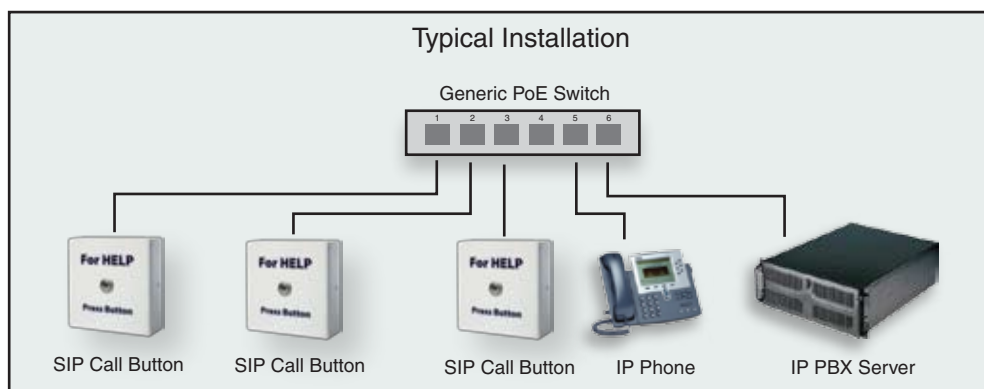 Typical Installation
Generic PoE Switch
1 2 3 4 5 6
For HELP
Press Button
For HELP
Press Button
For HELP
Press Button
SIP Call Button
SIP Call Button
SIP Call Button
IP Phone
IP PBX Server